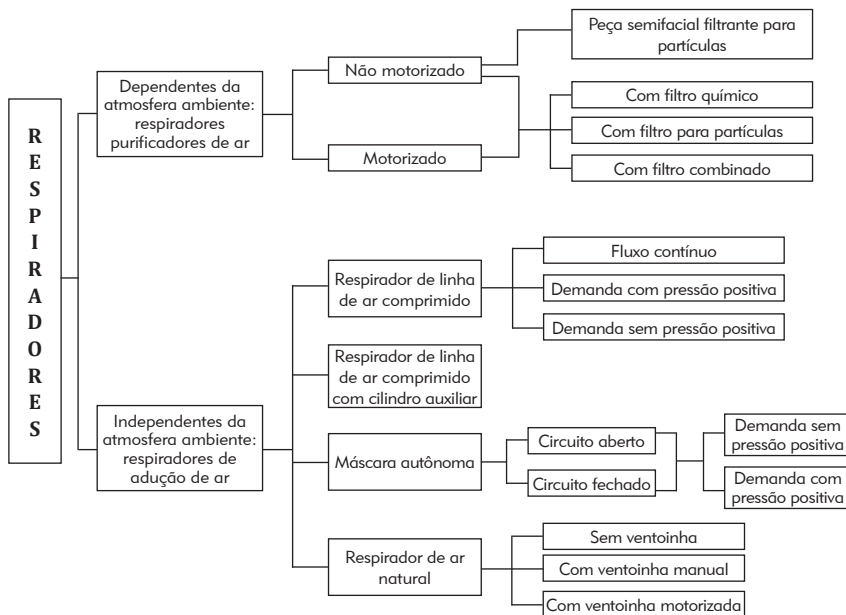 RESPIRADORES
Dependentes da
atmosfera ambiente:
respiradores
purificadores de ar
Não motorizado
Peça semifacial filtrante para
partículas
Motorizado
Com filtro químico
Com filtro para partículas
Com filtro combinado
Independentes da
atmosfera ambiente:
respiradores de
adução de ar
Respirador de linha
de ar comprimido
Fluxo contínuo
Demanda com pressão positiva
Demanda sem pressão positiva
Respirador de linha
de ar comprimido
com cilindro auxiliar
Máscara autônoma
Circuito aberto
Circuito fechado
Demanda sem
pressão positiva
Demanda com
pressão positiva
Respirador de ar
natural
Sem ventoinha
Com ventoinha manual
Com ventoinha motorizada